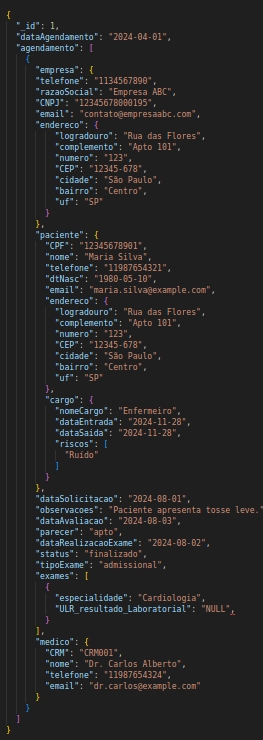 {
"_id": 1,
"dataAgendamento": "2024-04-01",
"agendamento": [
{
"empresa": {
"telefone": "1134567890",
"razaoSocial": "Empresa ABC",
"CNPJ": "12345678000195",
"email": "contato@empresaabc.com",
"endereco": {
"logradouro": "Rua das Flores",
"complemento": "Apto 101",
"numero": "123",
"CEP": "12345-678",
"cidade": "São Paulo",
"bairro": "Centro",
"uf": "SP"
}
},
"paciente": {
"CPF": "12345678901",
"nome": "Maria Silva",
"telefone": "11987654321",
"dtNasc": "1980-05-10",
"email": "maria.silva@example.com",
"endereco": {
"logradouro": "Rua das Flores",
"complemento": "Apto 101",
"numero": "123",
"CEP": "12345-678",
"cidade": "São Paulo",
"bairro": "Centro",
"uf": "SP"
},
"cargo": {
"nomeCargo": "Enfermeiro",
"dataEntrada": "2024-11-28",
"dataSaida": "2024-11-28",
"riscos": [
"Ruído"
]
}
},
"dataSolicitacao": "2024-08-01",
"observacoes": "Paciente apresenta tosse leve."
"dataAvaliacao": "2024-08-03",
"parecer": "apto",
"dataRealizacaoExame": "2024-08-02",
"status": "finalizado",
"tipoExame": "admissional",
"exames": [
{
"especialidade": "Cardiologia",
"ULR_resultado_Laboratorial": "NULL",
}
],
"medico": {
"CRM": "CRM001",
"nome": "Dr. Carlos Alberto",
"telefone": "11987654324",
"email": "dr.carlos@example.com"
}
}
]
}